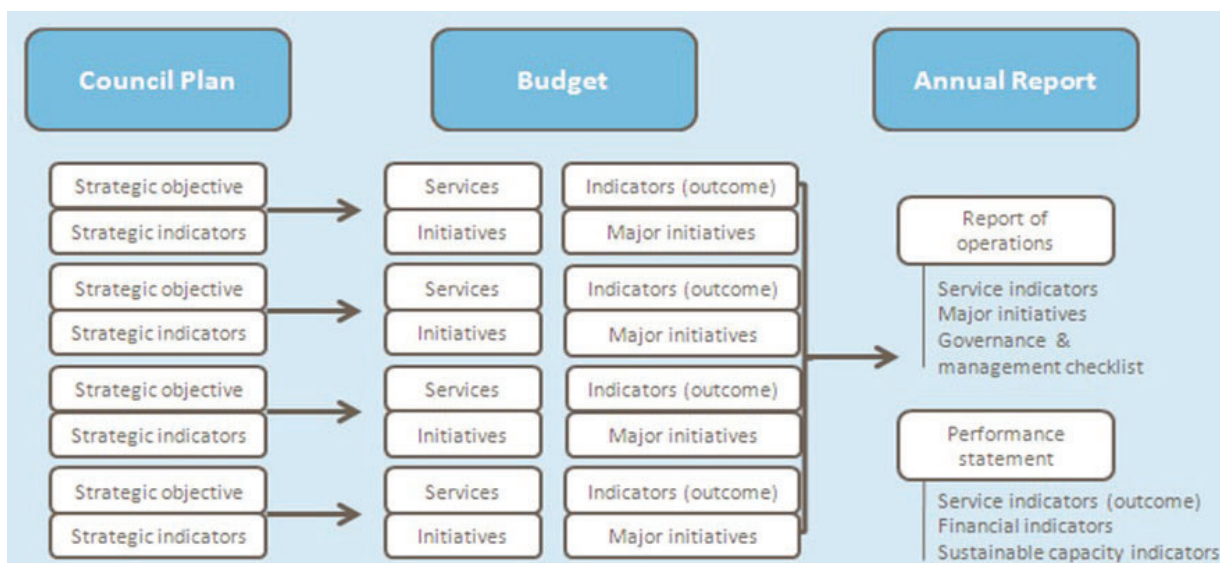 Council Plan
Budget
Annual Report
Strategic objective
Strategic indicators
Services
Initiatives
Indicators (outcome)
Major initiatives
Strategic objective
Strategic indicators
Services
Initiatives
Indicators (outcome)
Major initiatives
Strategic objective
Strategic indicators
Services
Initiatives
Indicators (outcome)
Major initiatives
Strategic objective
Strategic indicators
Services
Initiatives
Indicators (outcome)
Major initiatives
Report of
operations
Service indicators
Major initiatives
Governance &
management checklist
Performance
statement
Service indicators (outcome)
Financial indicators
Sustainable capacity indicators